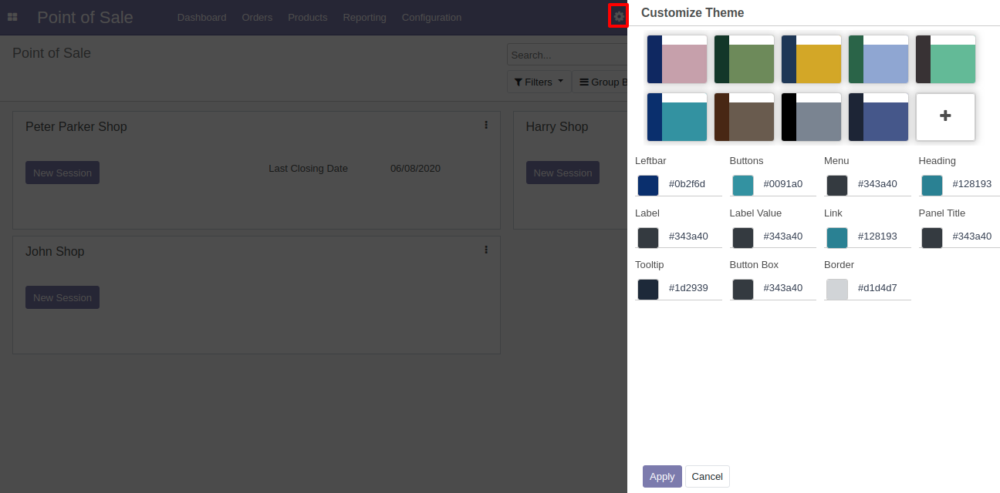 Point of Sale
Dashboard Orders Products Reporting Configuration
Point of Sale
Search...
Filters
Group B
Peter Parker Shop
New Session
Last Closing Date 06/08/2020
Harry Shop
New Session
John Shop
New Session
Customize Theme
Leftbar Buttons Menu Heading
#0b2f6d #0091a0 #343a40 #128193
Label Label Value Link Panel Title
#343a40 #343a40 #128193 #343a40
Tooltip Button Box Border
#1d2939 #343a40 #d1d4d7
Apply Cancel